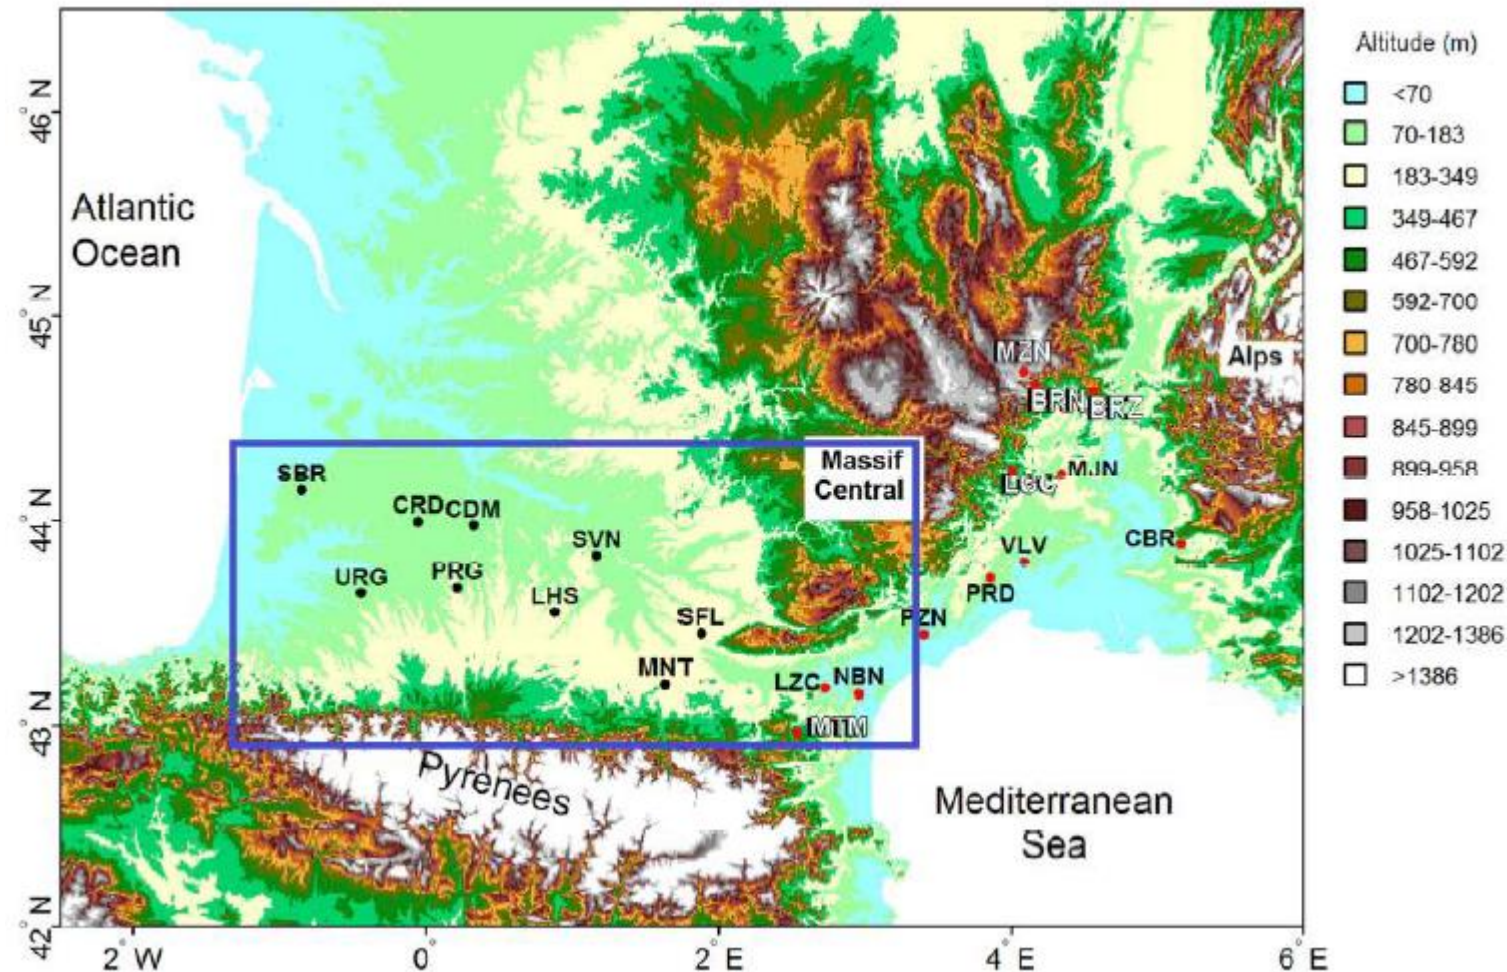 Altitude (m)
<70
70-183
183-349
349-467
467-592
592-700
700-780
780-845
845-899
899-958
958-1025
1025-1102
1102-1202
1202-1386
>1386
46° N
45° N
44° N
43° N
42° N
2° W
0°
2° E
4° E
6° E
Atlantic
Ocean
Alps
MZN
BRN
BRZ
Massif
Central
SBR
CRD
CDM
SVN
URG
PRG
LHS
SFL
MNT
LGC
MJN
VLV
CBR
PRD
PZN
LZC
NBN
MTM
Pyrenees
Mediterranean
Sea